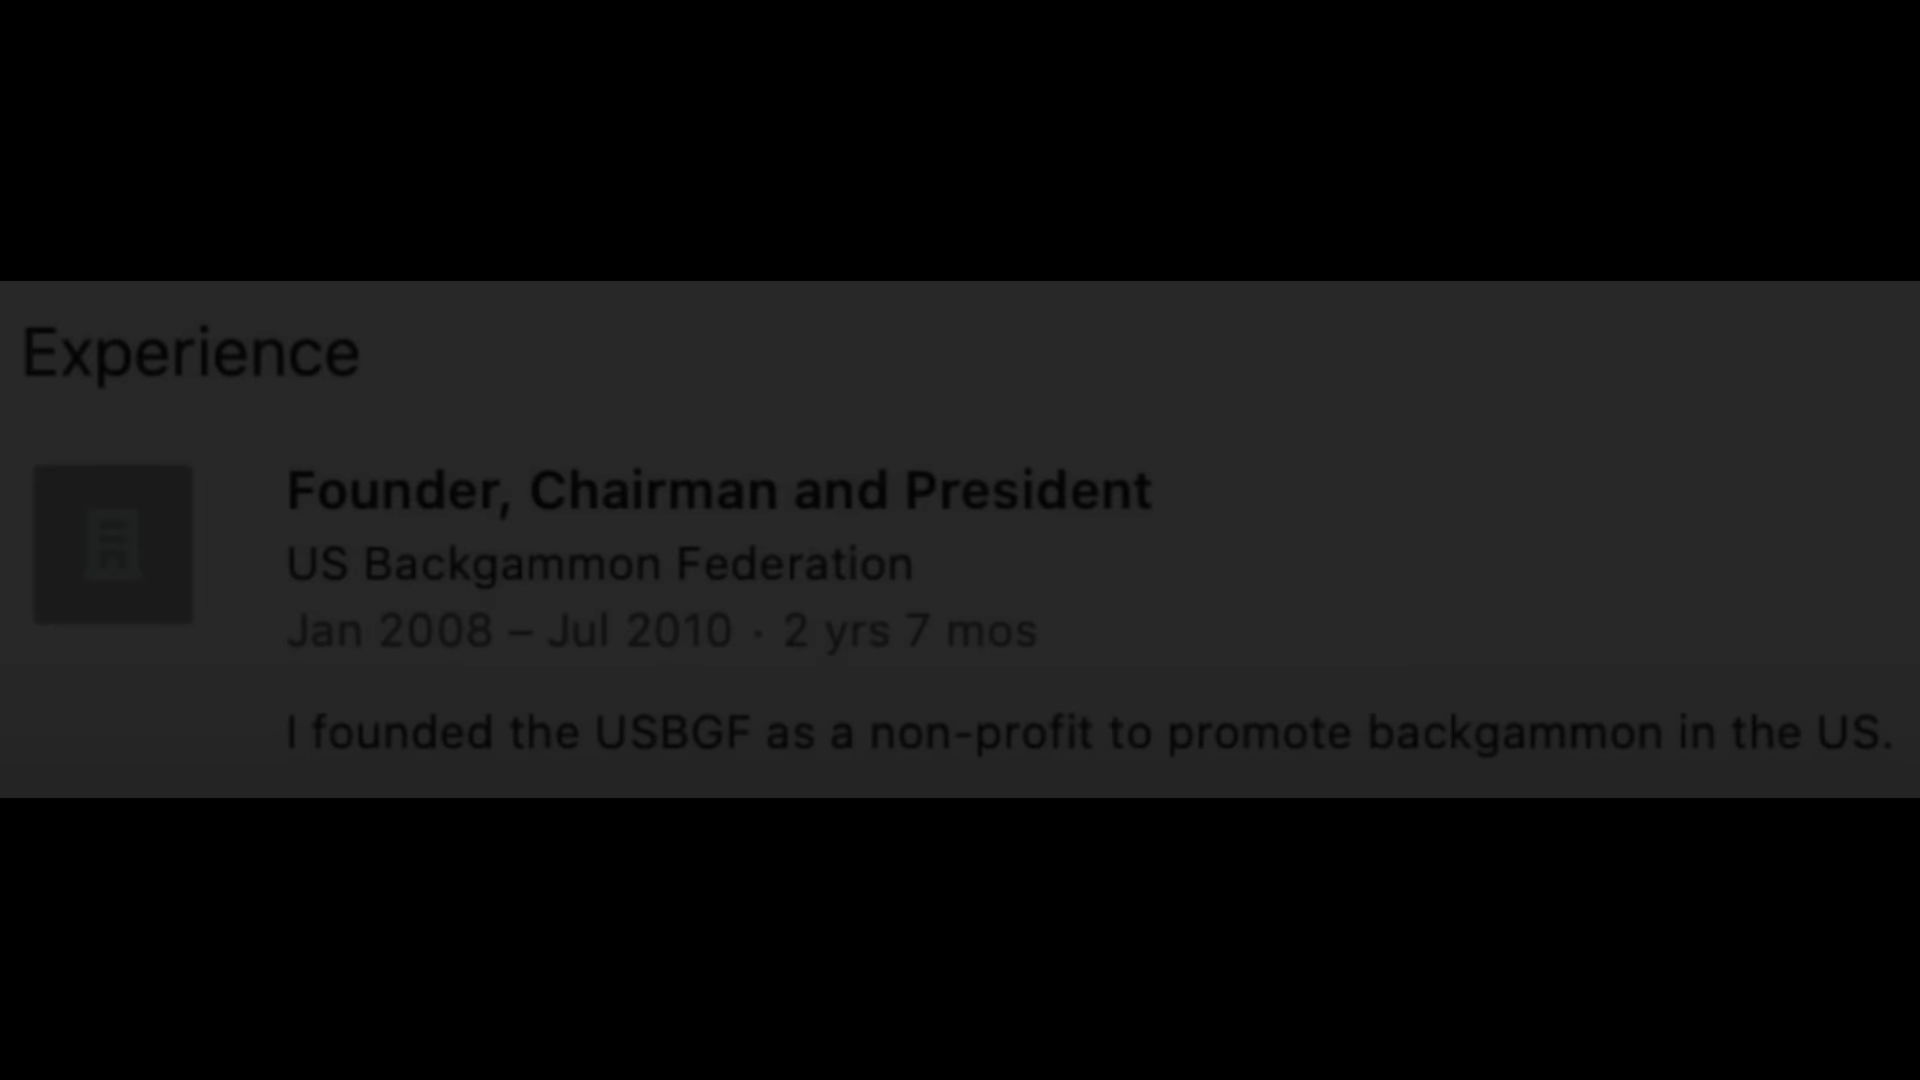 Experience
Founder, Chairman and President
US Backgammon Federation
Jan 2008 – Jul 2010 · 2 yrs 7 mos
I founded the USBGF as a non-profit to promote backgammon in the US.